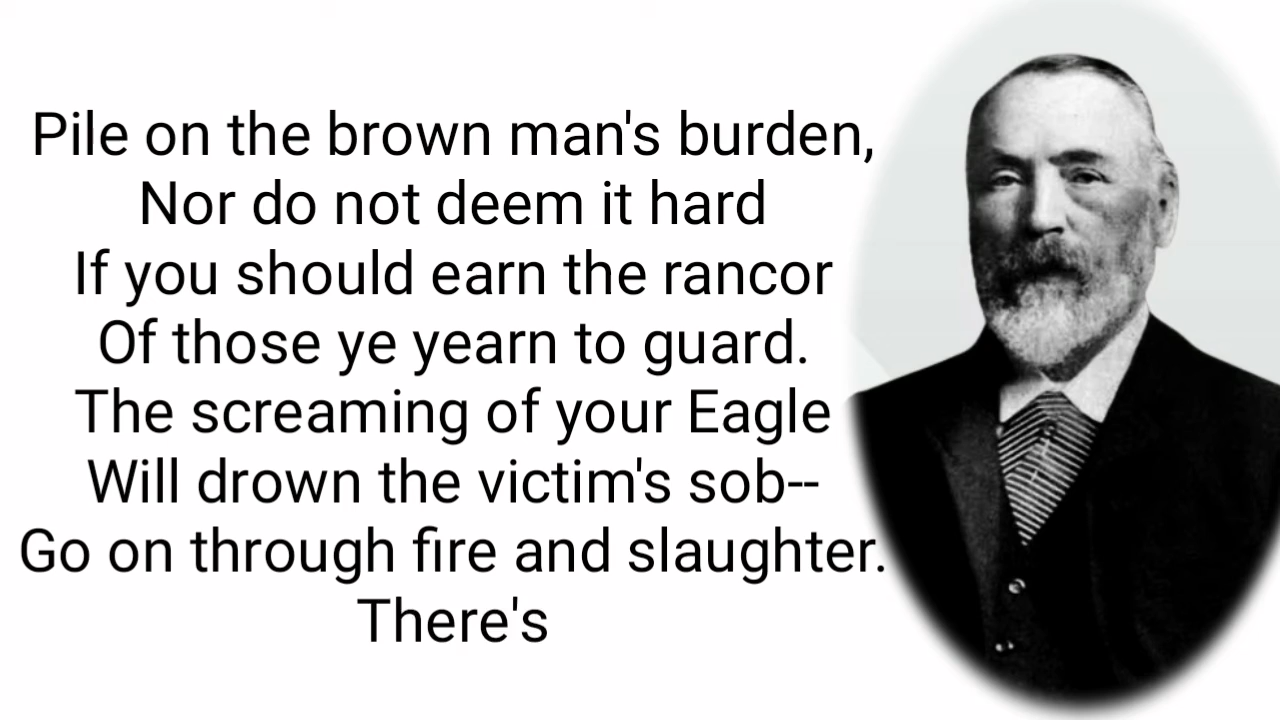 Pile on the brown man's burden,
Nor do not deem it hard
If you should earn the rancor
Of those ye yearn to guard.
The screaming of your Eagle
Will drown the victim's sob--
Go on through fire and slaughter.
There's